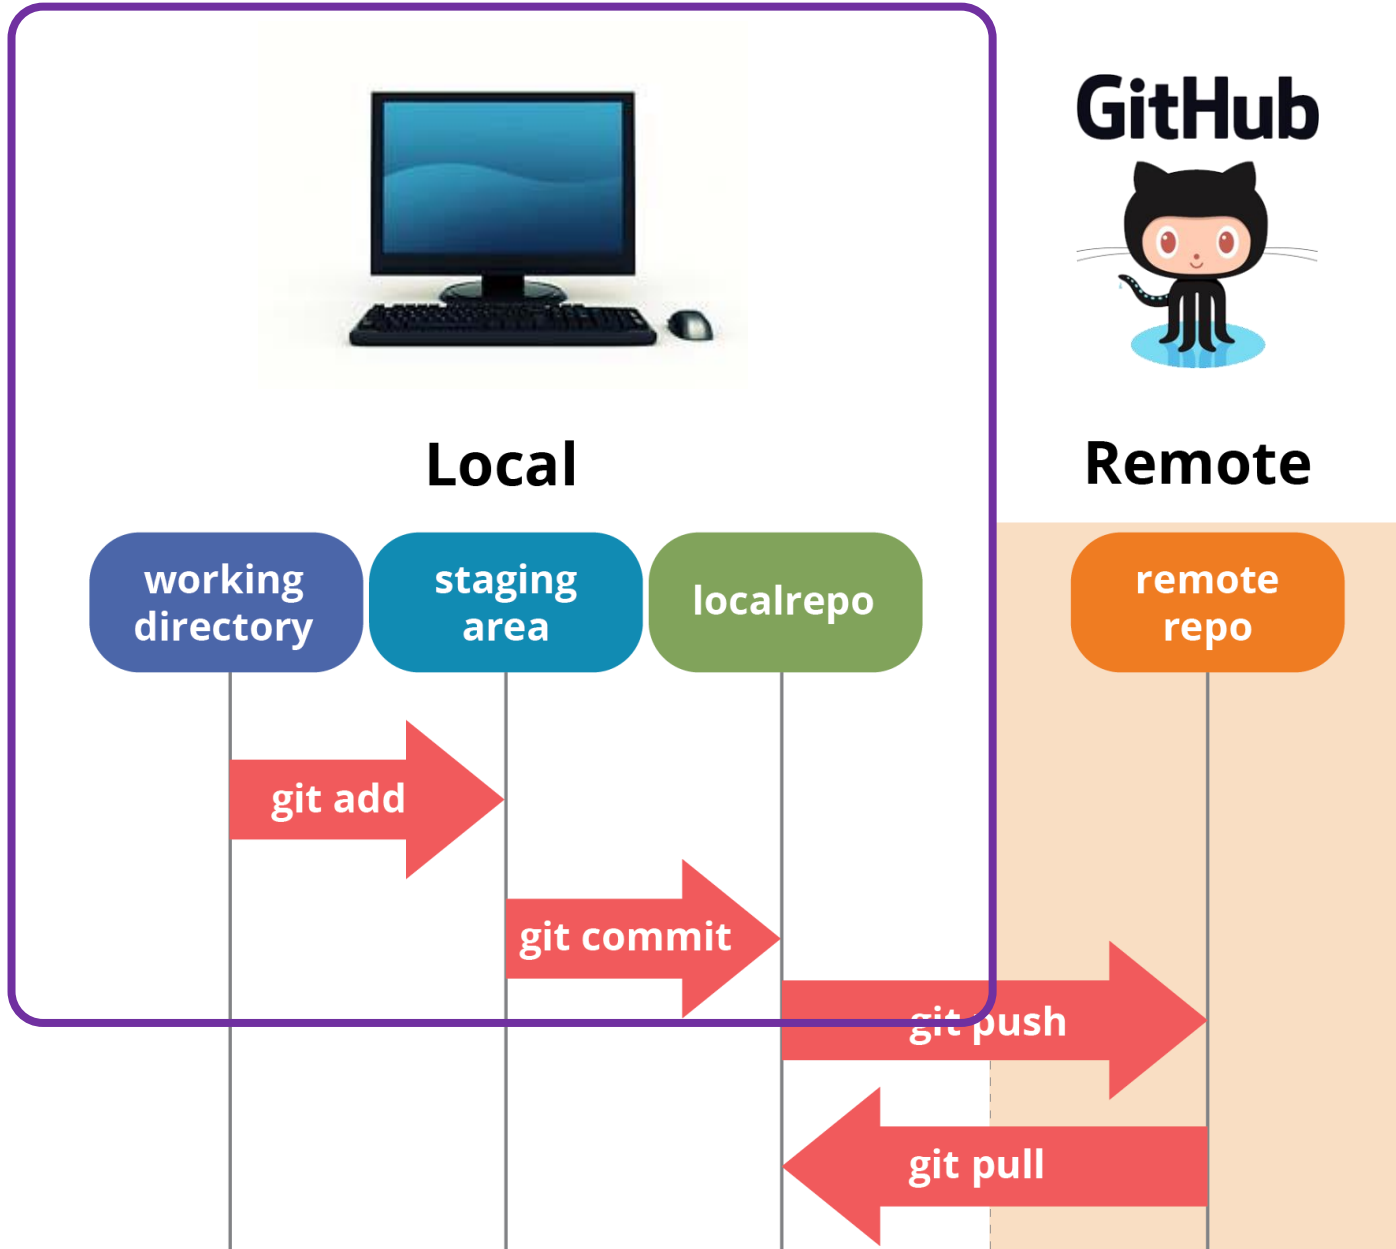 GitHub
Local
Remote
working
directory
staging
area
localrepo
remote
repo
git add
git commit
git push
git pull